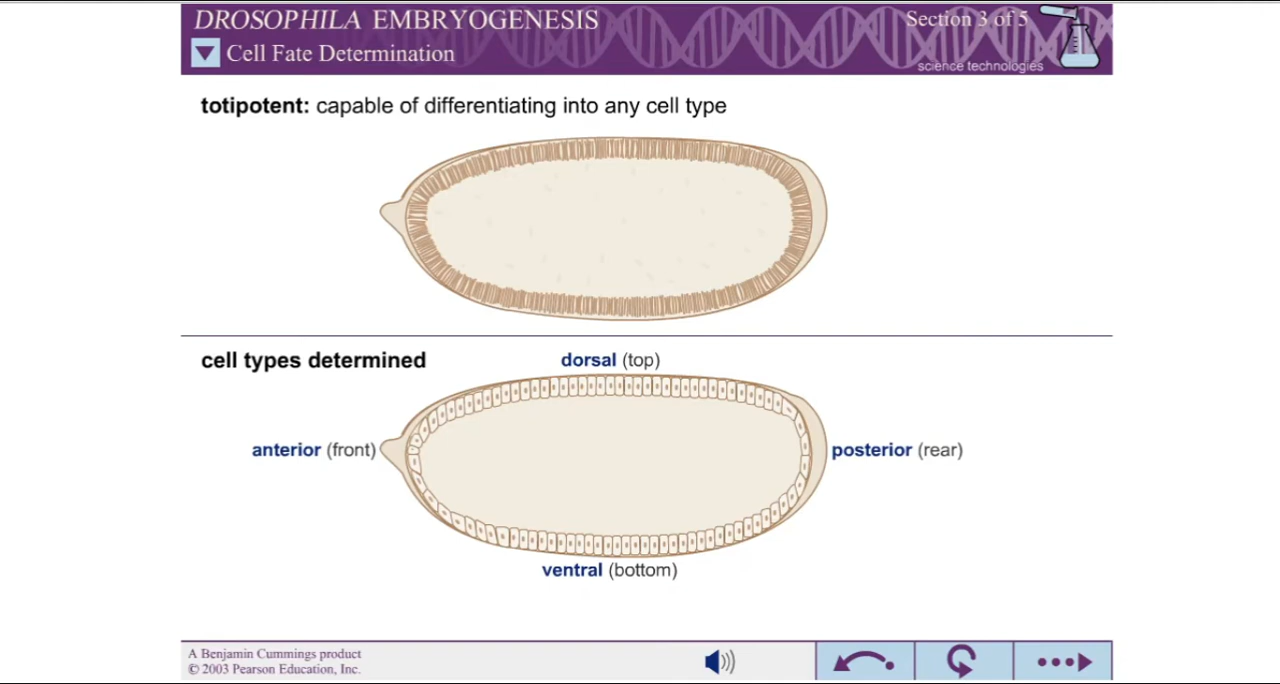 DROSOPHILA EMBRYOGENESIS
Section 3 of 5
Cell Fate Determination
science technologies
totipotent: capable of differentiating into any cell type
cell types determined
dorsal (top)
anterior (front)
posterior (rear)
ventral (bottom)
A Benjamin Cummings product
© 2003 Pearson Education, Inc.